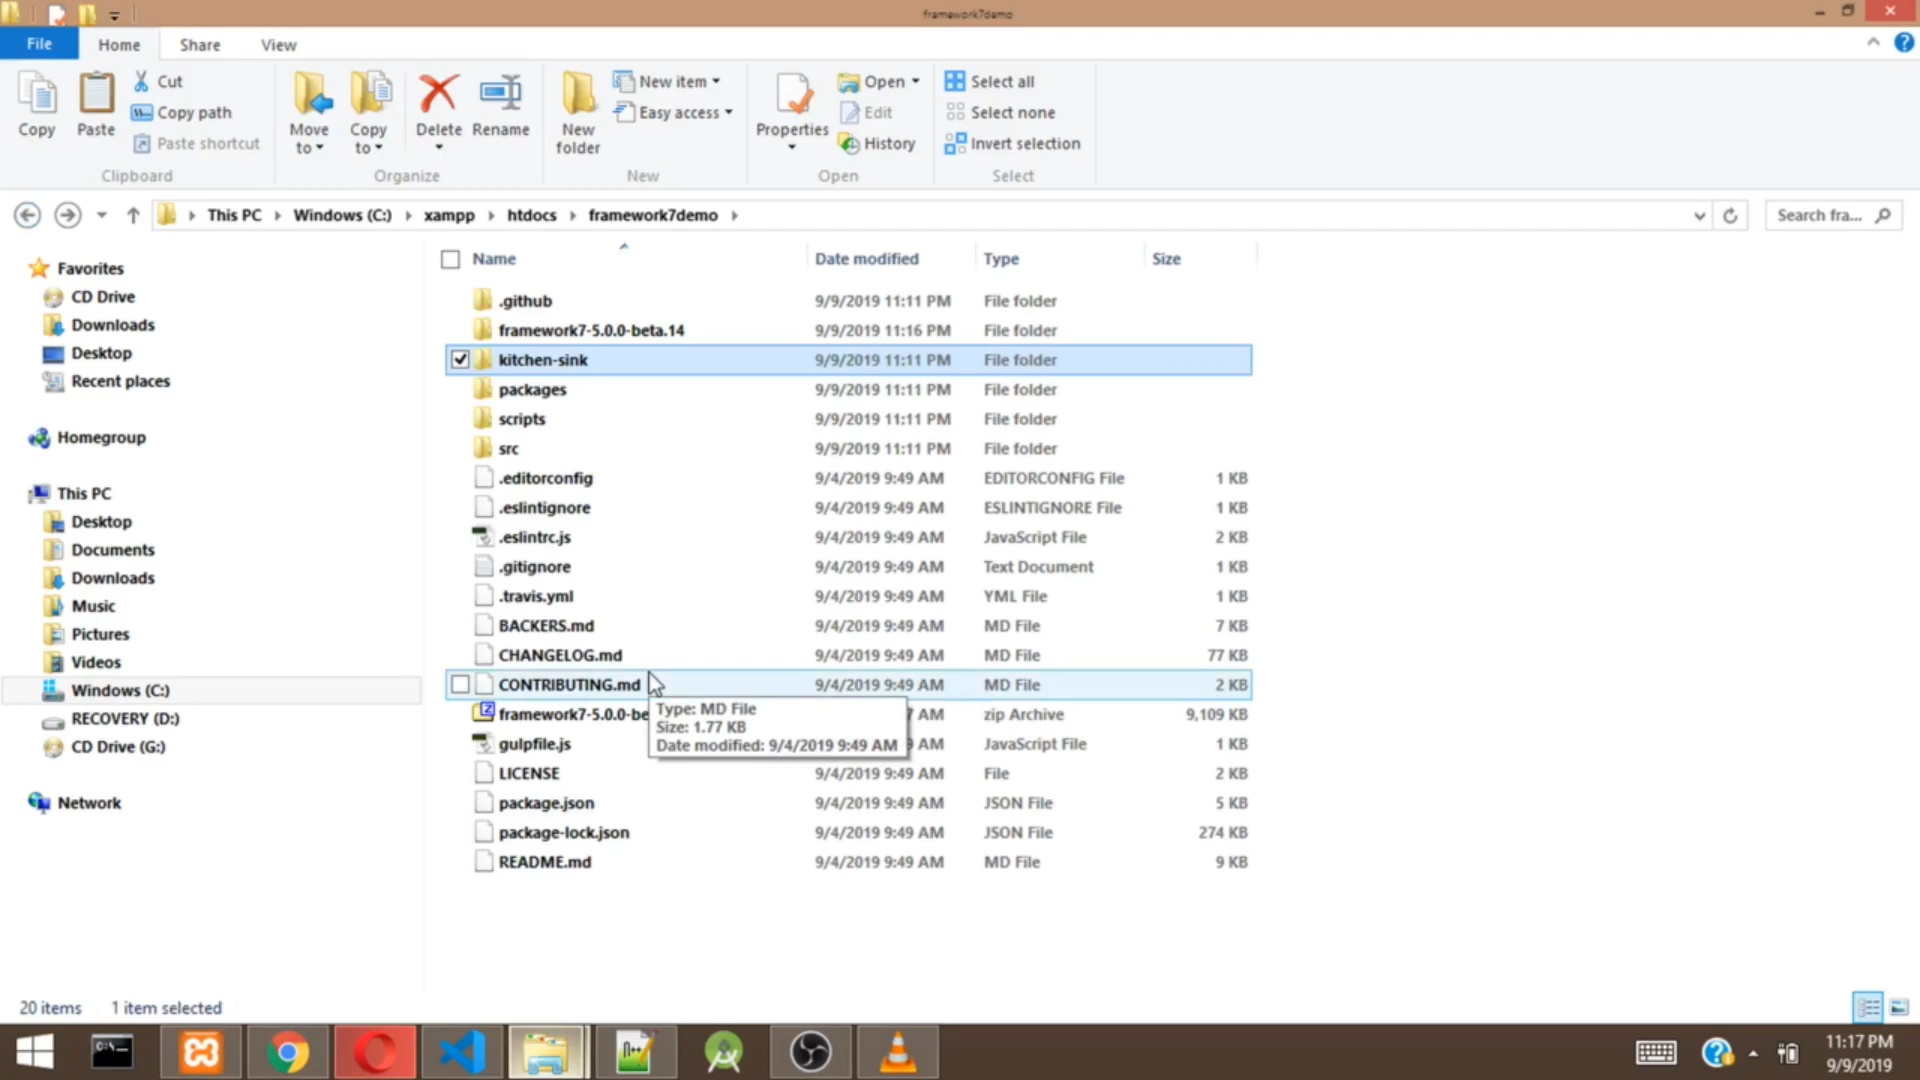 framework7demo
File Home Share View
Copy
Paste
Cut
Copy path
Paste shortcut
Clipboard
Move to
Copy to
Delete
Rename
Organize
New folder
New item
Easy access
New
Properties
Open
Edit
History
Open
Select all
Select none
Invert selection
Select
This PC Windows (C:) xampp htdocs framework7demo
Search fra...
Favorites
CD Drive
Downloads
Desktop
Recent places
Homegroup
This PC
Desktop
Documents
Downloads
Music
Pictures
Videos
Windows (C:)
RECOVERY (D:)
CD Drive (G:)
Network
Name Date modified Type Size
.github 9/9/2019 11:11 PM File folder
framework7-5.0.0-beta.14 9/9/2019 11:16 PM File folder
kitchen-sink 9/9/2019 11:11 PM File folder
packages 9/9/2019 11:11 PM File folder
scripts 9/9/2019 11:11 PM File folder
src 9/9/2019 11:11 PM File folder
.editorconfig 9/4/2019 9:49 AM EDITORCONFIG File 1 KB
.eslintignore 9/4/2019 9:49 AM ESLINTIGNORE File 1 KB
.eslintrc.js 9/4/2019 9:49 AM JavaScript File 2 KB
.gitignore 9/4/2019 9:49 AM Text Document 1 KB
.travis.yml 9/4/2019 9:49 AM YML File 1 KB
BACKERS.md 9/4/2019 9:49 AM MD File 7 KB
CHANGELOG.md 9/4/2019 9:49 AM MD File 77 KB
CONTRIBUTING.md 9/4/2019 9:49 AM MD File 2 KB
framework7-5.0.0-be 7 AM zip Archive 9,109 KB
gulpfile.js 9 AM JavaScript File 1 KB
Type: MD File
Size: 1.77 KB
Date modified: 9/4/2019 9:49 AM
LICENSE 9/4/2019 9:49 AM File 2 KB
package.json 9/4/2019 9:49 AM JSON File 5 KB
package-lock.json 9/4/2019 9:49 AM JSON File 274 KB
README.md 9/4/2019 9:49 AM MD File 9 KB
20 items 1 item selected
11:17 PM
9/9/2019